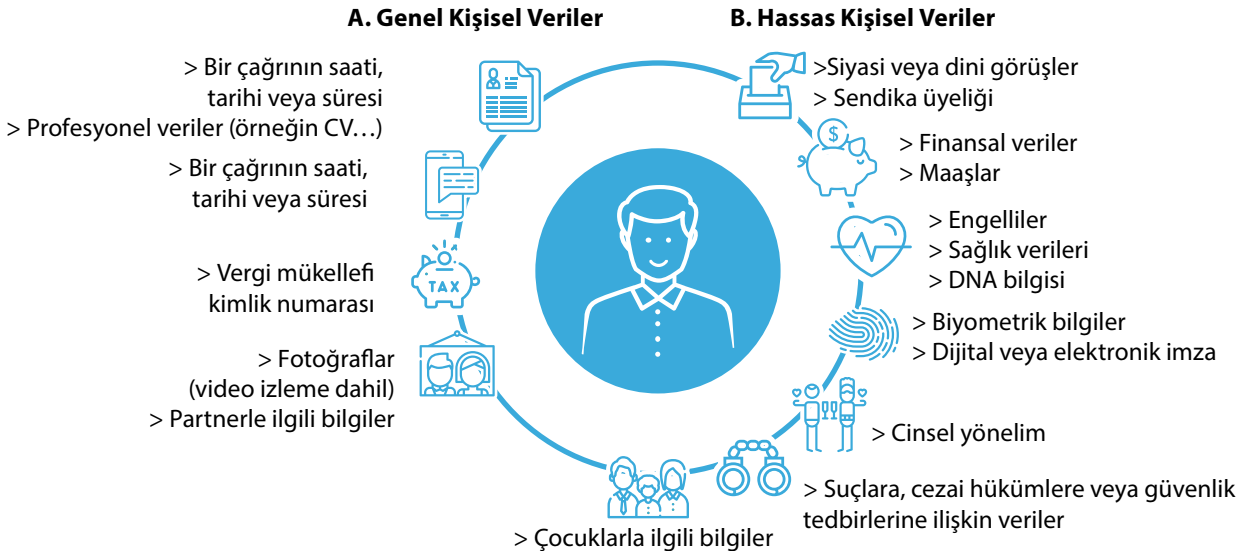 A. Genel Kişisel Veriler
> Bir çağrının saati,
tarihi veya süresi
> Profesyonel veriler (örneğin CV…)
> Bir çağrının saati,
tarihi veya süresi
TAX
> Vergi mükellefi
kimlik numarası
> Fotoğraflar
(video izleme dahil)
> Partnerle ilgili bilgiler
B. Hassas Kişisel Veriler
>Siyasi veya dini görüşler
> Sendika üyeliği
$
> Finansal veriler
> Maaşlar
> Engelliler
> Sağlık verileri
> DNA bilgisi
> Biyometrik bilgiler
> Dijital veya elektronik imza
> Cinsel yönelim
> Suçlara, cezai hükümlere veya güvenlik
tedbirlerine ilişkin veriler
> Çocuklarla ilgili bilgiler